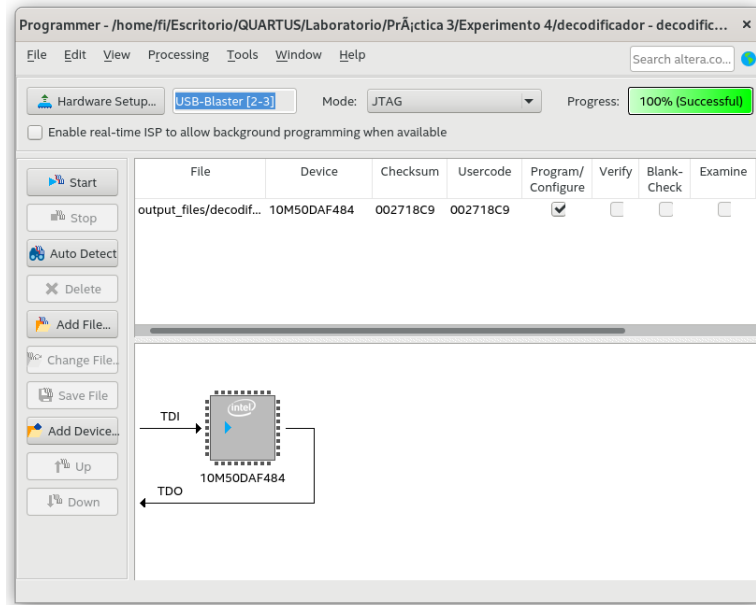 Programmer - /home/fi/Escritorio/QUARTUS/Laboratorio/PrÃ¡ctica 3/Experimento 4/decodificador - decodific...
File Edit View Processing Tools Window Help
Search altera.co...
Hardware Setup... USB-Blaster [2-3] Mode: JTAG Progress: 100% (Successful)
Enable real-time ISP to allow background programming when available
Start
Stop
Auto Detect
Delete
Add File...
Change File..
Save File
Add Device..
Up
Down
File Device Checksum Usercode Program/ Verify Blank- Examine
Configure Check
output_files/decodif... 10M50DAF484 002718C9 002718C9
intel
TDI
10M50DAF484
TDO